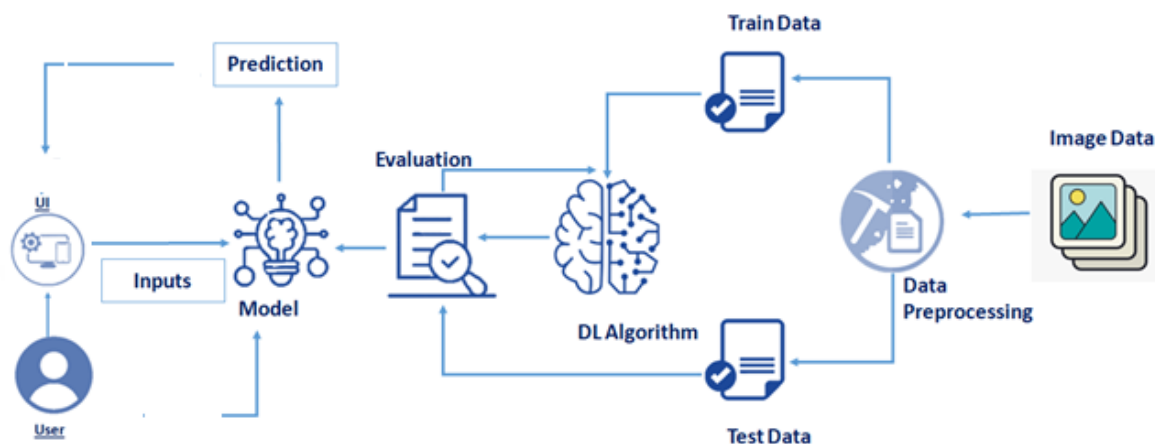 Train Data
Prediction
Image Data
Evaluation
UI
Inputs
Model
Data
Preprocessing
DL Algorithm
User
Test Data